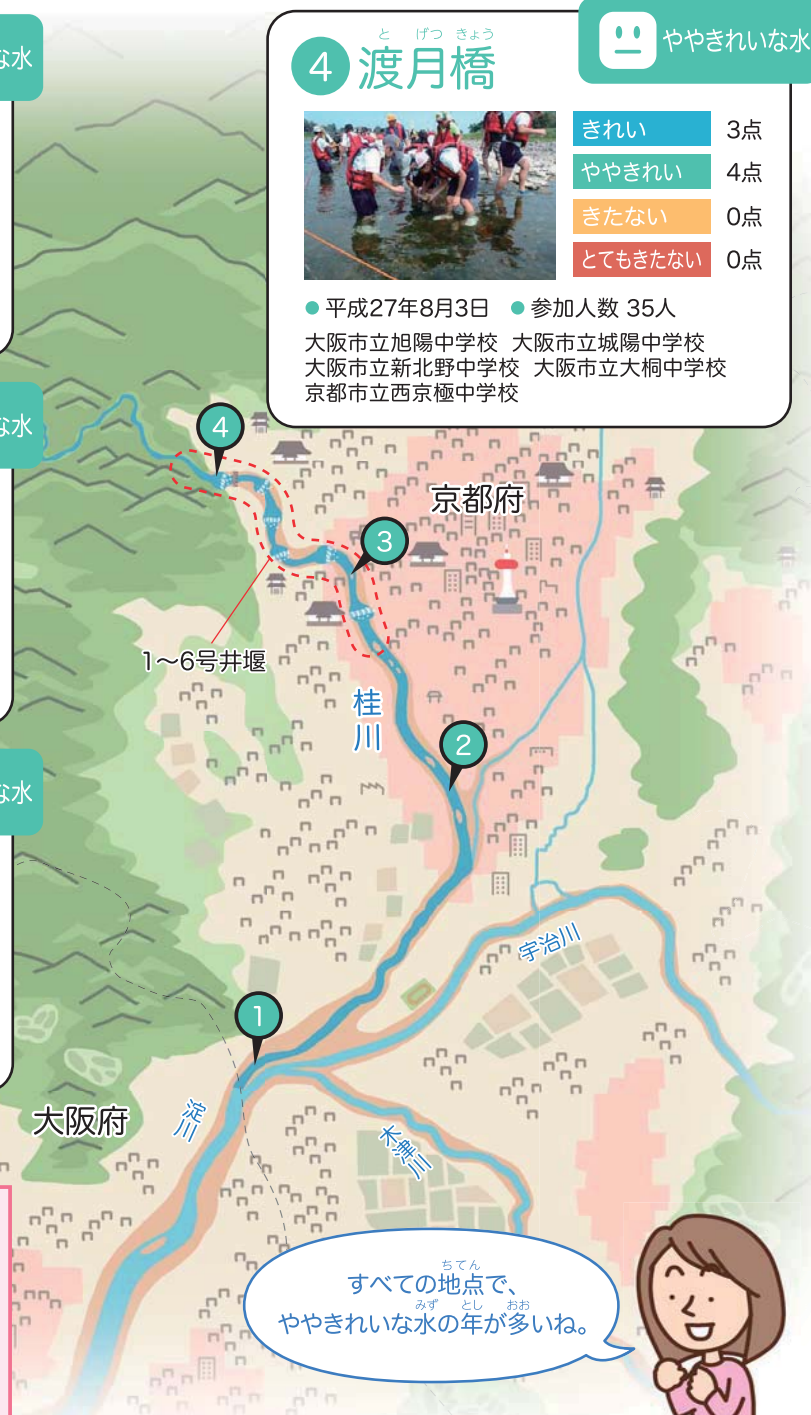 な水
と げつ きょう
4 渡月橋
ややきれいな水
きれい 3点
ややきれい 4点
きたない 0点
とてもきたない 0点
● 平成27年8月3日 ● 参加人数 35人
大阪市立旭陽中学校 大阪市立城陽中学校
大阪市立新北野中学校 大阪市立大桐中学校
京都市立西京極中学校
な水
4
京都府
3
1〜6号井堰
桂川
2
な水
宇治川
1
大阪府
淀川
木津川
ちてん
すべての地点で、
みず とし おお
ややきれいな水の年が多いね。